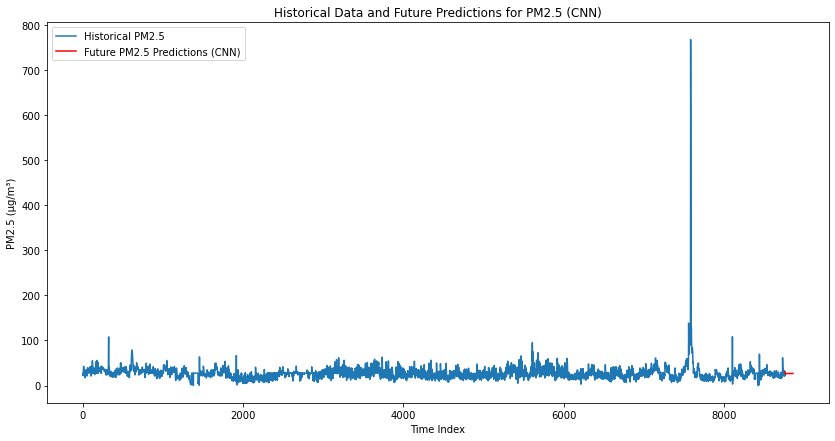 Historical Data and Future Predictions for PM2.5 (CNN)
Historical PM2.5
Future PM2.5 Predictions (CNN)
PM2.5 (µg/m³)
800
700
600
500
400
300
200
100
0
0 2000 4000 6000 8000
Time Index